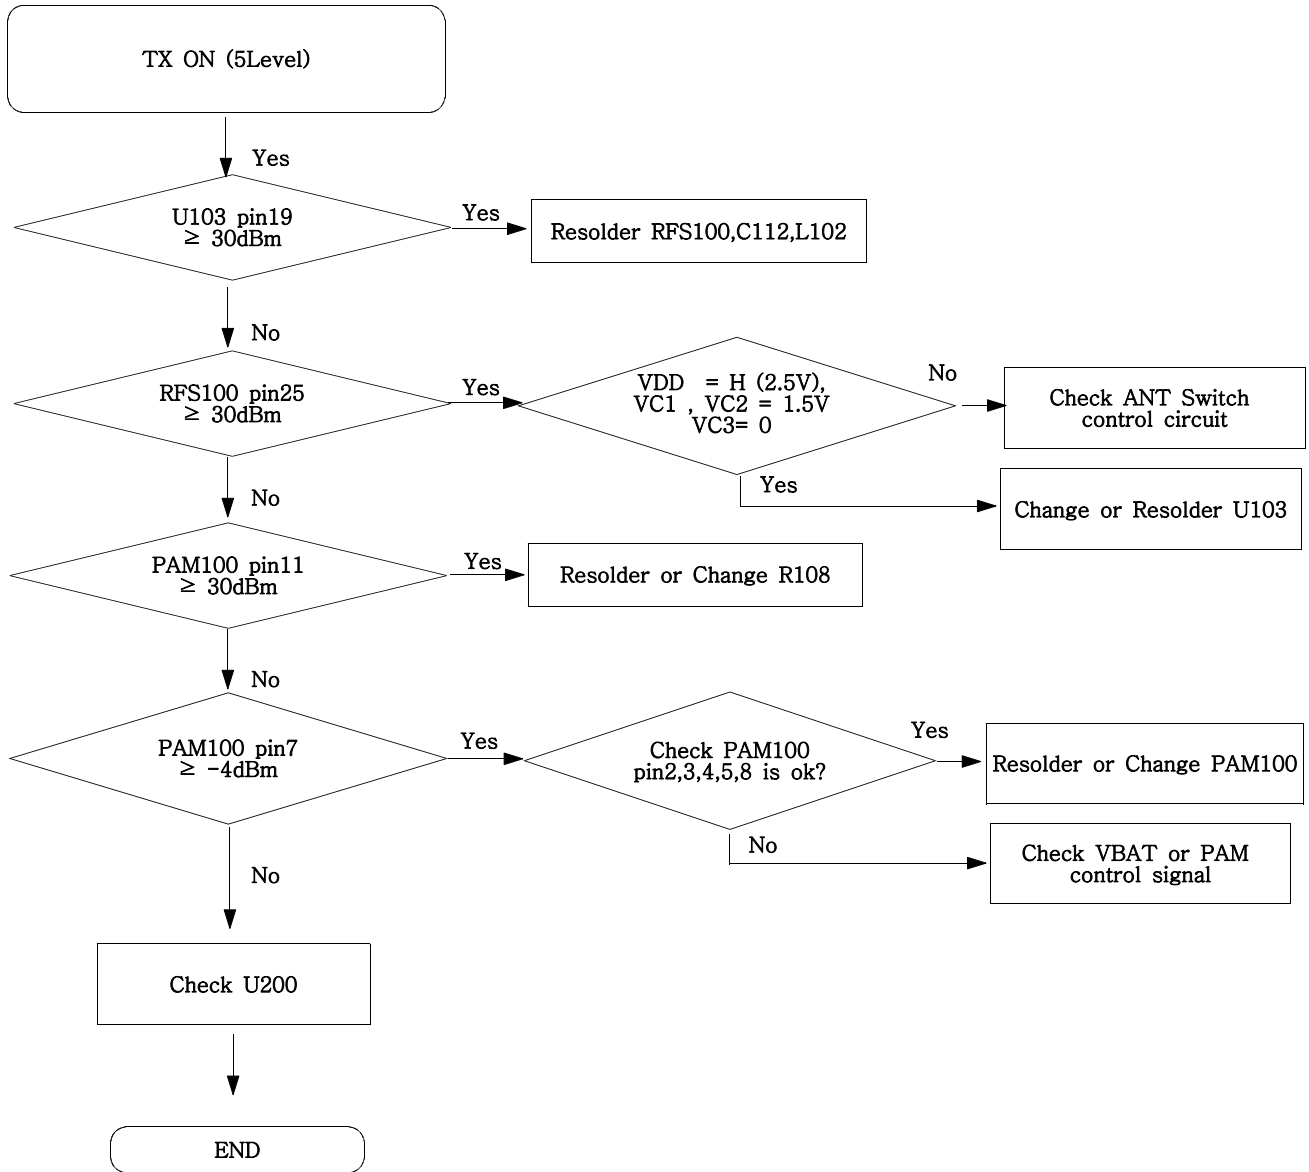 TX ON (5Level)
Yes
U103 pin19
≥ 30dBm
Yes
Resolder RFS100,C112,L102
No
RFS100 pin25
≥ 30dBm
Yes
VDD = H (2.5V),
VC1 , VC2 = 1.5V
VC3= 0
No
Check ANT Switch
control circuit
Yes
Change or Resolder U103
No
PAM100 pin11
≥ 30dBm
Yes
Resolder or Change R108
No
PAM100 pin7
≥ -4dBm
Yes
Check PAM100
pin2,3,4,5,8 is ok?
Yes
Resolder or Change PAM100
No
Check VBAT or PAM
control signal
No
Check U200
END